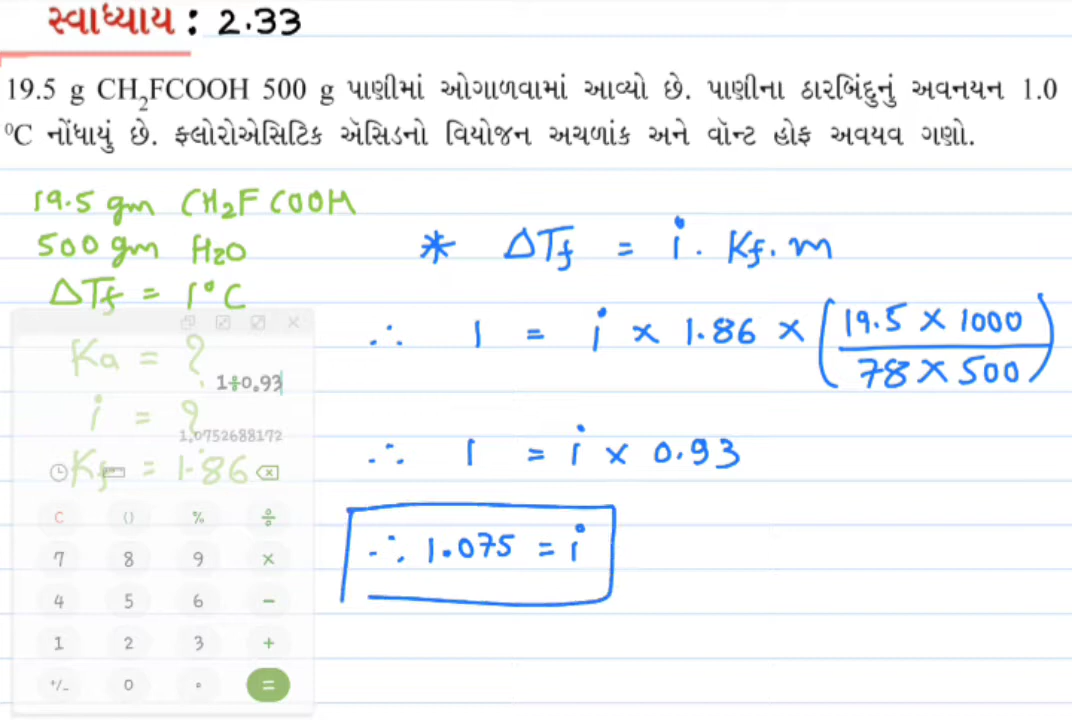 સ્વાધ્યાય : 2.33
19.5 g CH₂FCOOH 500 g પાણીમાં ઓગાળવામાં આવ્યો છે. પાણીના ઠારબિંદુનું અવનયન 1.0
⁰C નોંધાયું છે. ફ્લોરોએસિટિક ઍસિડનો વિયોજન અચળાંક અને વૉન્ટ હોફ અવયવ ગણો.
19.5 gm CH2F COOH
500 gm H2O
ΔTf = 1°C
Ka = ?
i = ?
Kf = 1.86
* ΔTf = i . Kf . m
∴ 1 = i × 1.86 × (19.5 × 1000 / 78 × 500)
∴ 1 = i × 0.93
∴ 1.075 = i
1÷0.93
1,0752688172
C () % ÷
7 8 9 ×
4 5 6 −
1 2 3 +
+/- 0 . =